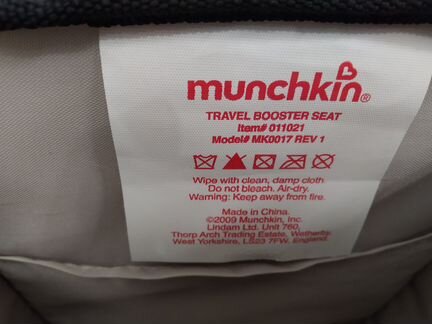 munchkin®
TRAVEL BOOSTER SEAT
Item# 011021
Model# MK0017 REV 1
Wipe with clean, damp cloth.
Do not bleach. Air-dry.
Warning: Keep away from fire.
Made in China.
©2009 Munchkin, Inc.
Lindam Ltd. Unit 760,
Thorp Arch Trading Estate, Wetherby,
West Yorkshire, LS23 7FW, England.